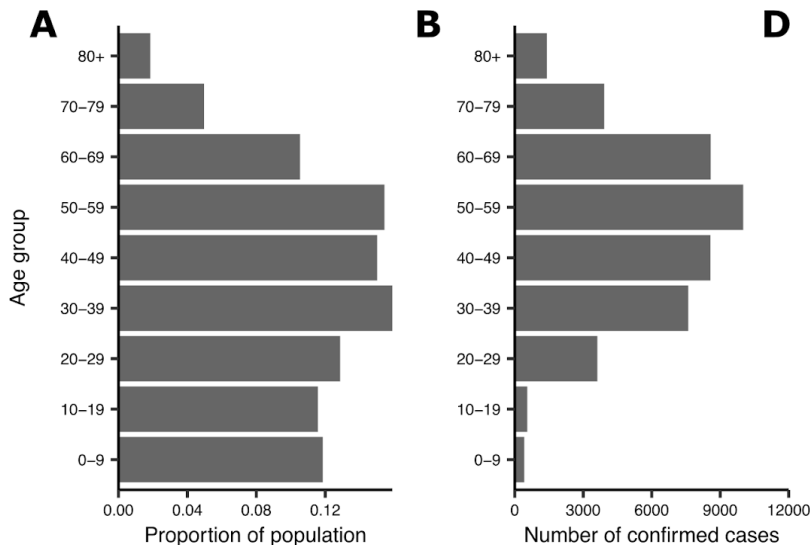 A
B
D
Age group
80+
70−79
60−69
50−59
40−49
30−39
20−29
10−19
0−9
0.00 0.04 0.08 0.12
Proportion of population
80+
70−79
60−69
50−59
40−49
30−39
20−29
10−19
0−9
0 3000 6000 9000 12000
Number of confirmed cases